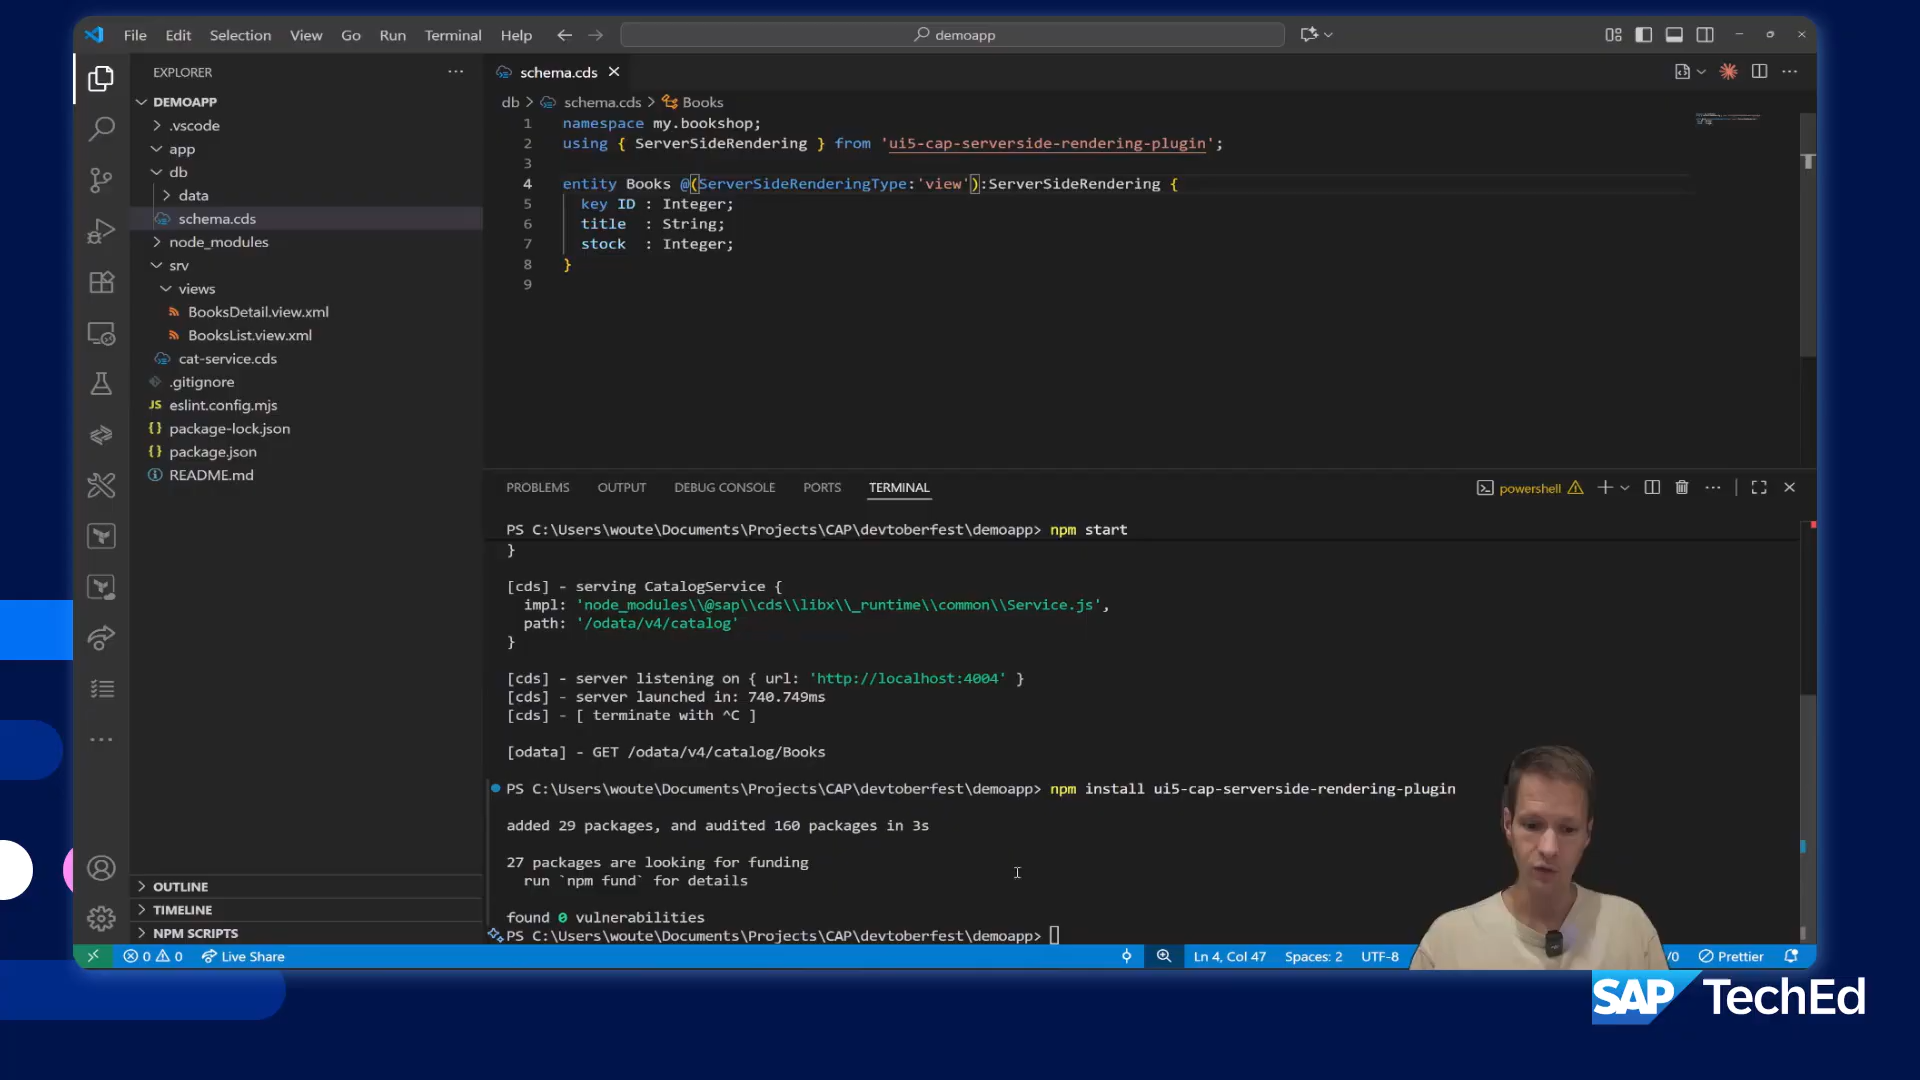 File Edit Selection View Go Run Terminal Help
demoapp
EXPLORER
DEMOAPP
.vscode
app
db
data
schema.cds
node_modules
srv
views
BooksDetail.view.xml
BooksList.view.xml
cat-service.cds
.gitignore
JS eslint.config.mjs
{} package-lock.json
{} package.json
README.md
OUTLINE
TIMELINE
NPM SCRIPTS
schema.cds
db > schema.cds > Books
1 namespace my.bookshop;
2 using { ServerSideRendering } from 'ui5-cap-serverside-rendering-plugin';
3
4 entity Books @(ServerSideRenderingType:'view'):ServerSideRendering {
5 key ID : Integer;
6 title : String;
7 stock : Integer;
8 }
9
PROBLEMS OUTPUT DEBUG CONSOLE PORTS TERMINAL
powershell
PS C:\Users\woute\Documents\Projects\CAP\devtoberfest\demoapp> npm start
}
[cds] - serving CatalogService {
impl: 'node_modules\\@sap\\cds\\libx\\_runtime\\common\\Service.js',
path: '/odata/v4/catalog'
}
[cds] - server listening on { url: 'http://localhost:4004' }
[cds] - server launched in: 740.749ms
[cds] - [ terminate with ^C ]
[odata] - GET /odata/v4/catalog/Books
PS C:\Users\woute\Documents\Projects\CAP\devtoberfest\demoapp> npm install ui5-cap-serverside-rendering-plugin
added 29 packages, and audited 160 packages in 3s
27 packages are looking for funding
run `npm fund` for details
found 0 vulnerabilities
PS C:\Users\woute\Documents\Projects\CAP\devtoberfest\demoapp>
0 0 Live Share
Ln 4, Col 47 Spaces: 2 UTF-8
Prettier
SAP TechEd